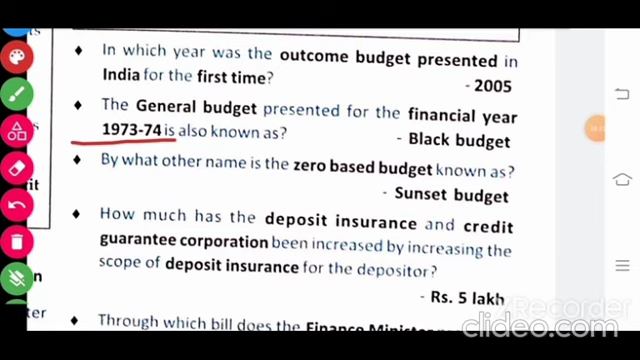 In which year was the outcome budget presented in
India for the first time?
- 2005
The General budget presented for the financial year
1973-74 is also known as?
- Black budget
By what other name is the zero based budget known as?
- Sunset budget
How much has the deposit insurance and credit
guarantee corporation been increased by increasing the
scope of deposit insurance for the depositor?
- Rs. 5 lakh
Through which bill does the Finance Minister
Recorder
clideo.com